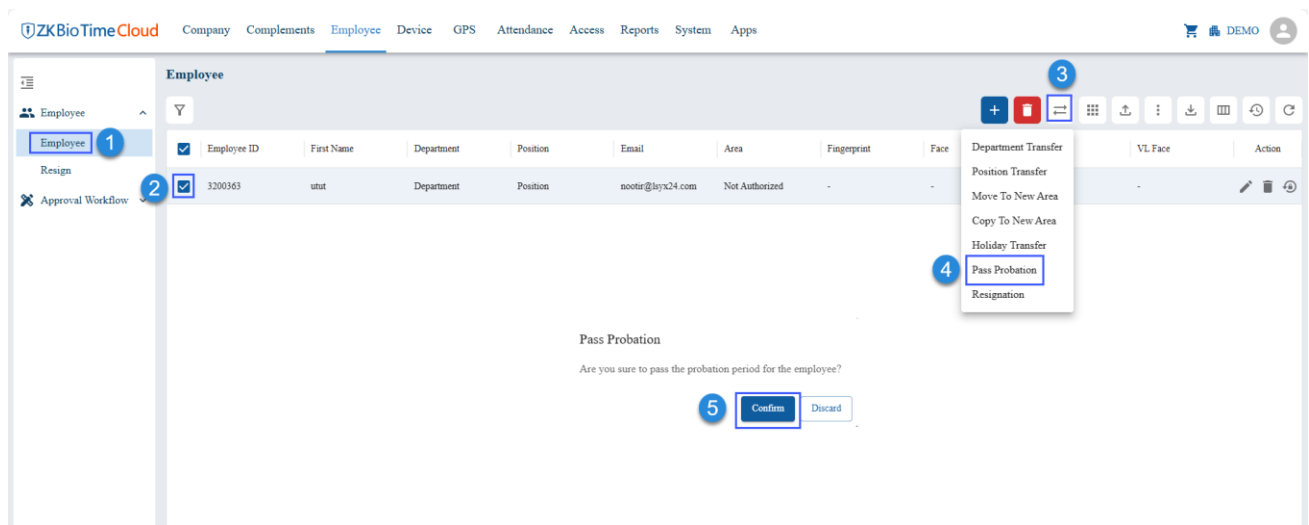 ZKBioTime Cloud Company Complements Employee Device GPS Attendance Access Reports System Apps DEMO
Employee
3
Employee
Employee 1
Resign
Approval Workflow
Employee ID First Name Department Position Email Area Fingerprint Face VL Face Action
2 3200363 utut Department Position nootir@lsyx24.com Not Authorized - - -
Department Transfer
Position Transfer
Move To New Area
Copy To New Area
Holiday Transfer
4 Pass Probation
Resignation
Pass Probation
Are you sure to pass the probation period for the employee?
5 Confirm Discard